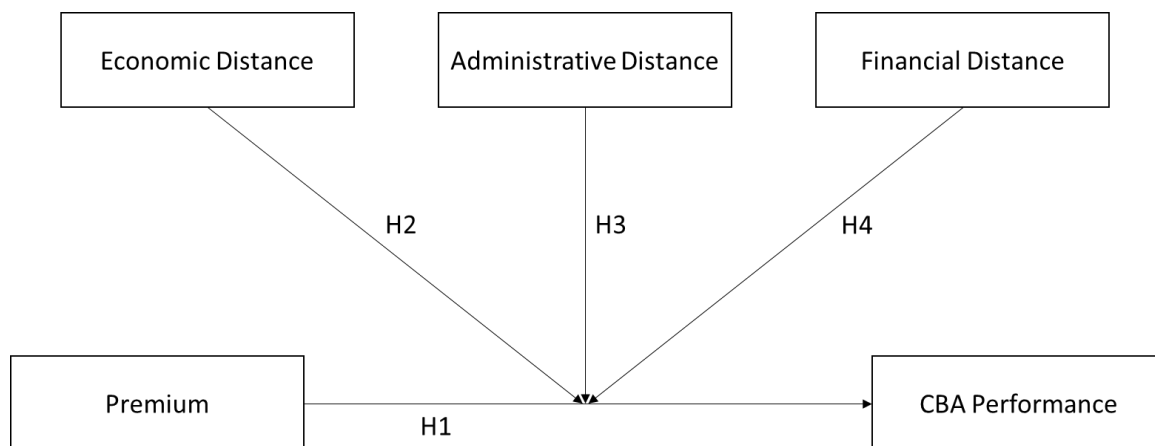 Economic Distance
Administrative Distance
Financial Distance
H2
H3
H4
Premium
H1
CBA Performance